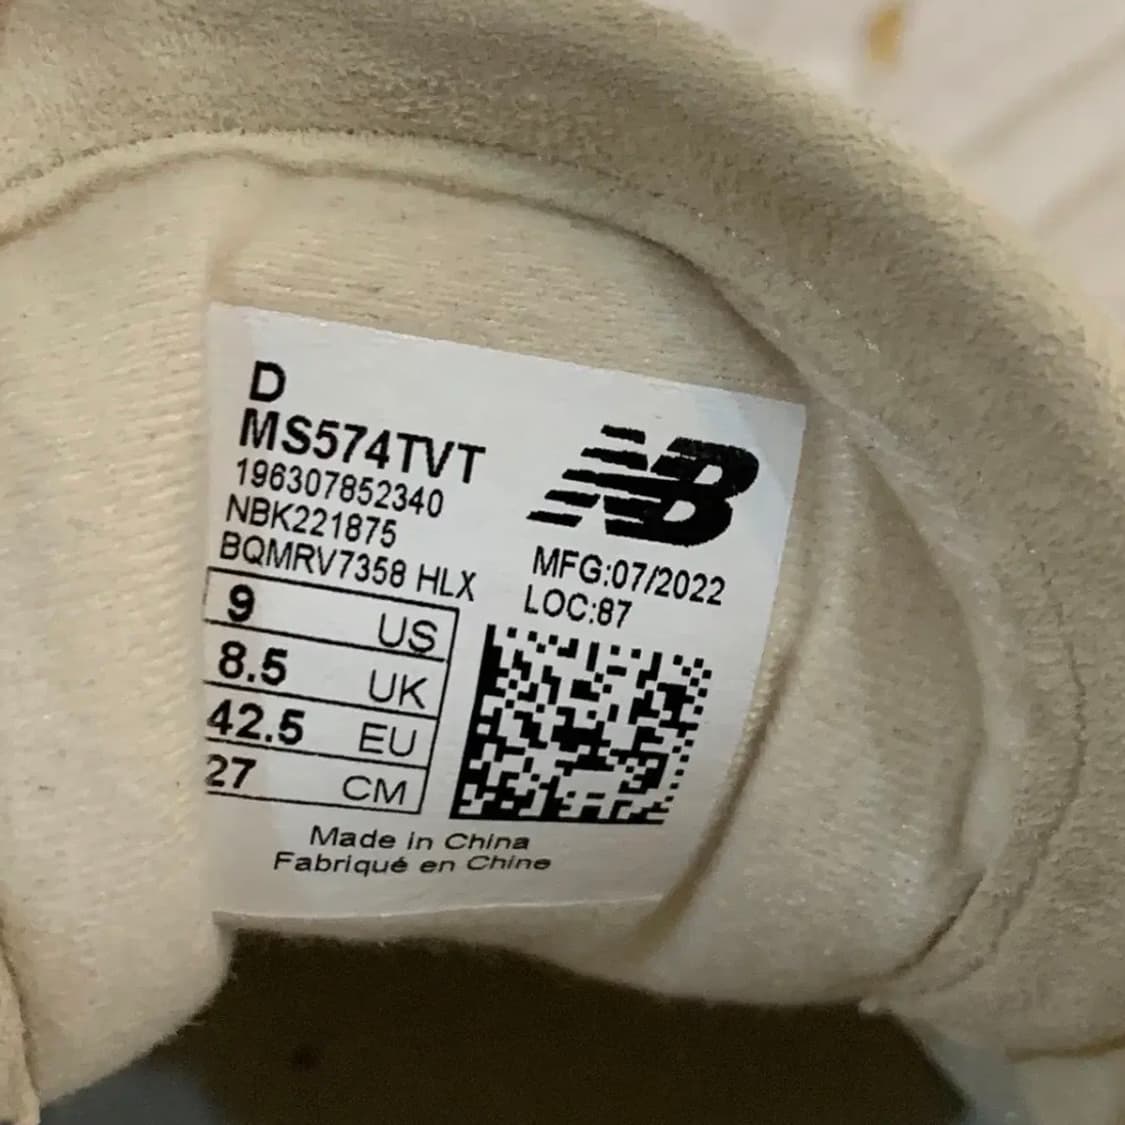 D
MS574TVT
196307852340
NBK221875
BQMRV7358 HLX
NB
MFG:07/2022
LOC:87
9 US
8.5 UK
42.5 EU
27 CM
Made in China
Fabriqué en Chine